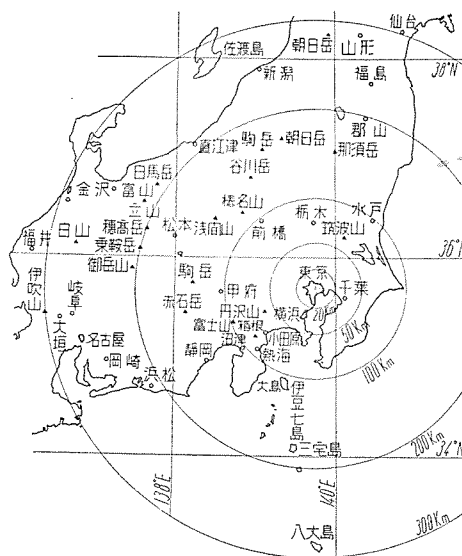 仙台
佐渡島
朝日岳
山形
38°N
新潟
福島
郡山
直江津
駒岳
朝日岳
那須岳
谷川岳
白馬岳
金沢
富山
立山
榛名山
栃木
水戸
福井
白山
穂高岳
松本
浅間山
前橋
筑波山
乗鞍岳
36°N
御岳山
駒岳
東京
伊吹山
岐阜
甲府
千葉
赤石岳
丹沢山
横浜
20Km
50Km
大垣
名古屋
富士山
箱根
小田原
岡崎
静岡
沼津
熱海
100Km
浜松
大島
伊豆七島
三宅島
200Km
34°N
138°E
140°E
300Km
八丈島